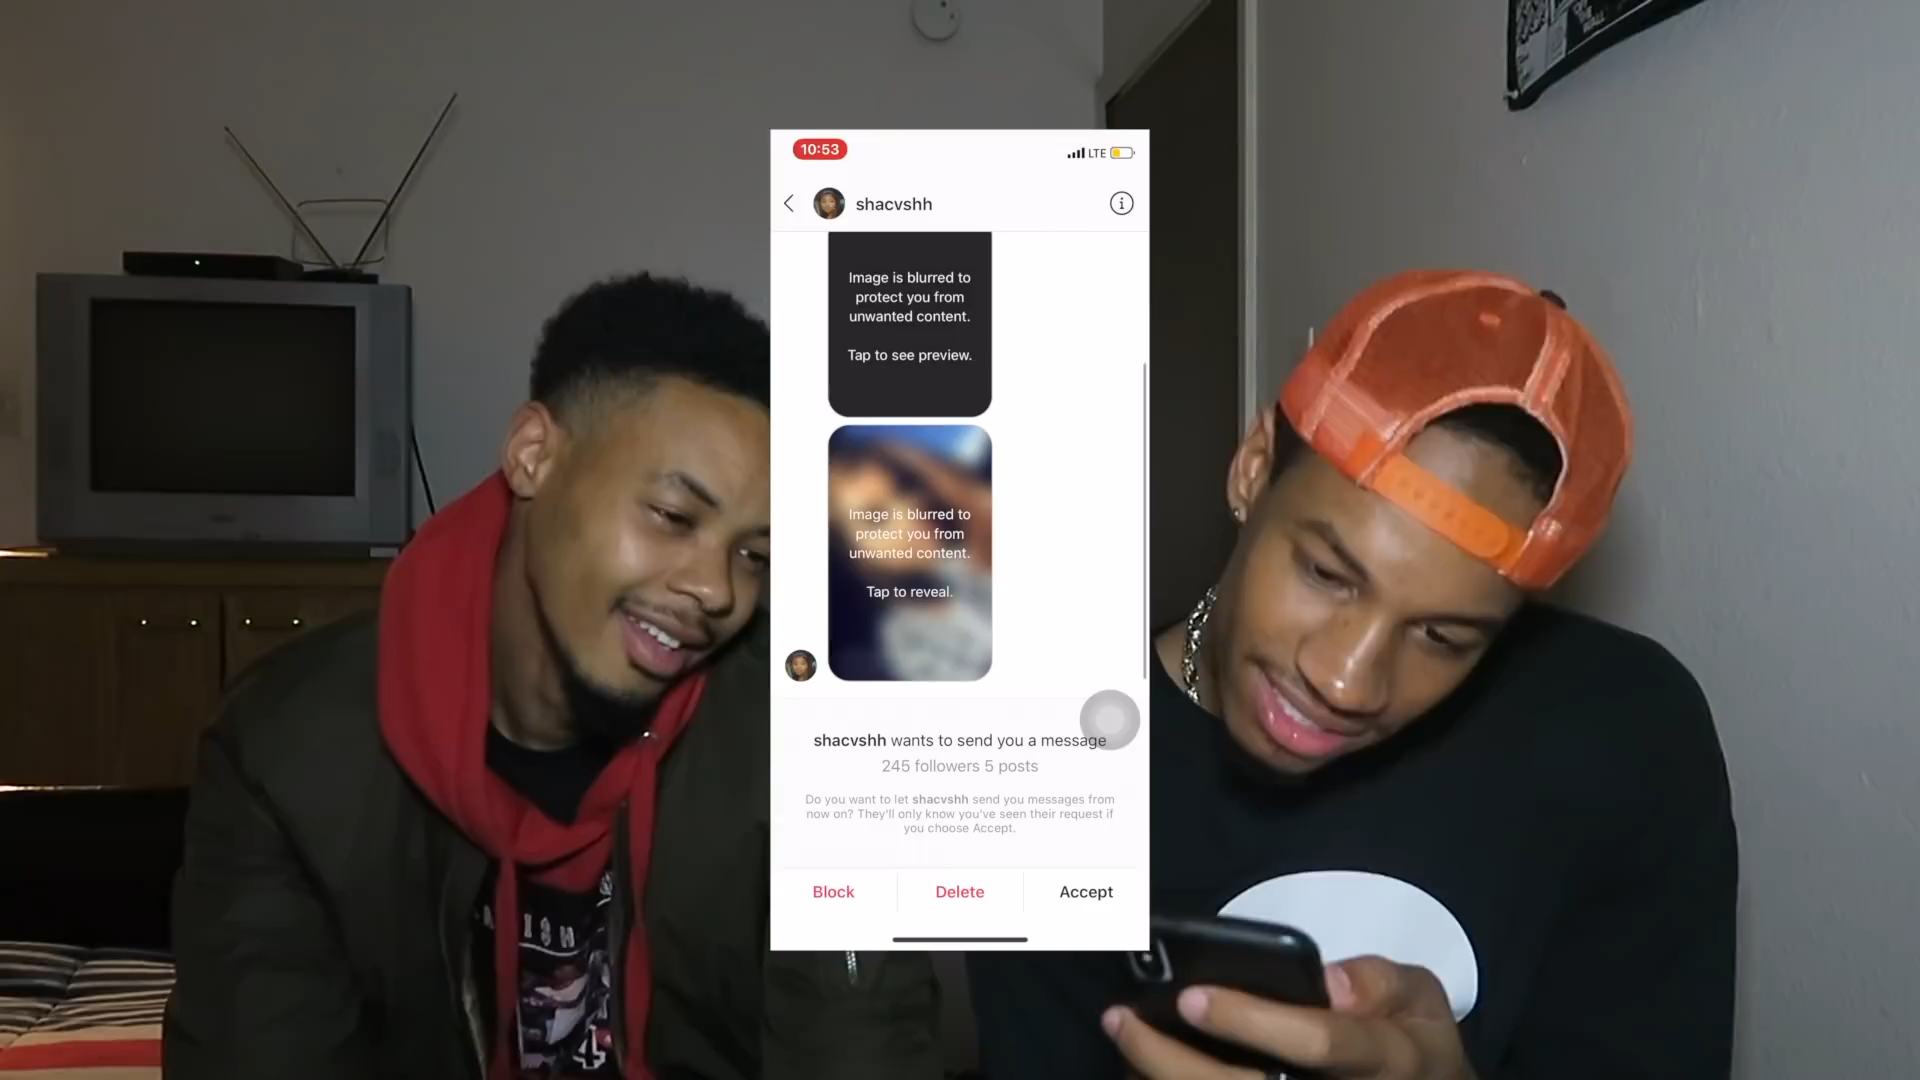 10:53
LTE
shacvshh
Image is blurred to
protect you from
unwanted content.
Tap to see preview.
Image is blurred to
protect you from
unwanted content.
Tap to reveal.
shacvshh wants to send you a message
245 followers 5 posts
Do you want to let shacvshh send you messages from
now on? They'll only know you've seen their request if
you choose Accept.
Block
Delete
Accept